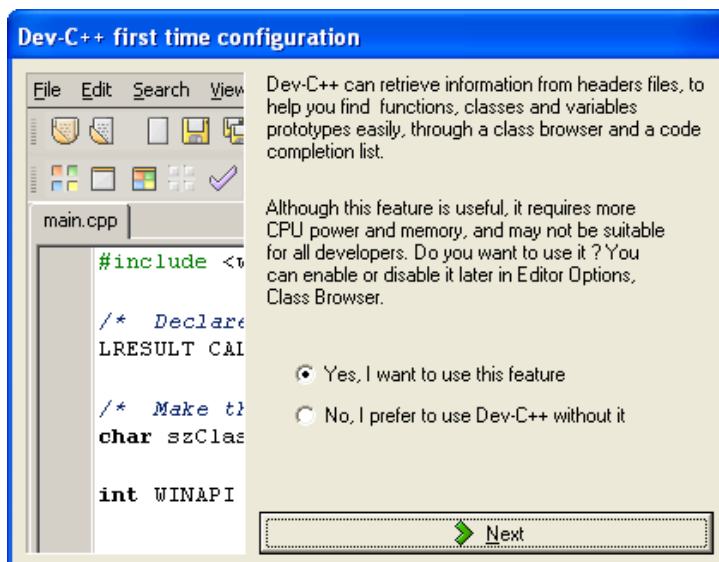 Dev-C++ first time configuration
File Edit Search View
main.cpp
#include <w
/* Declare
LRESULT CAL
/* Make th
char szClas
int WINAPI
Dev-C++ can retrieve information from headers files, to
help you find functions, classes and variables
prototypes easily, through a class browser and a code
completion list.
Although this feature is useful, it requires more
CPU power and memory, and may not be suitable
for all developers. Do you want to use it ? You
can enable or disable it later in Editor Options,
Class Browser.
Yes, I want to use this feature
No, I prefer to use Dev-C++ without it
Next